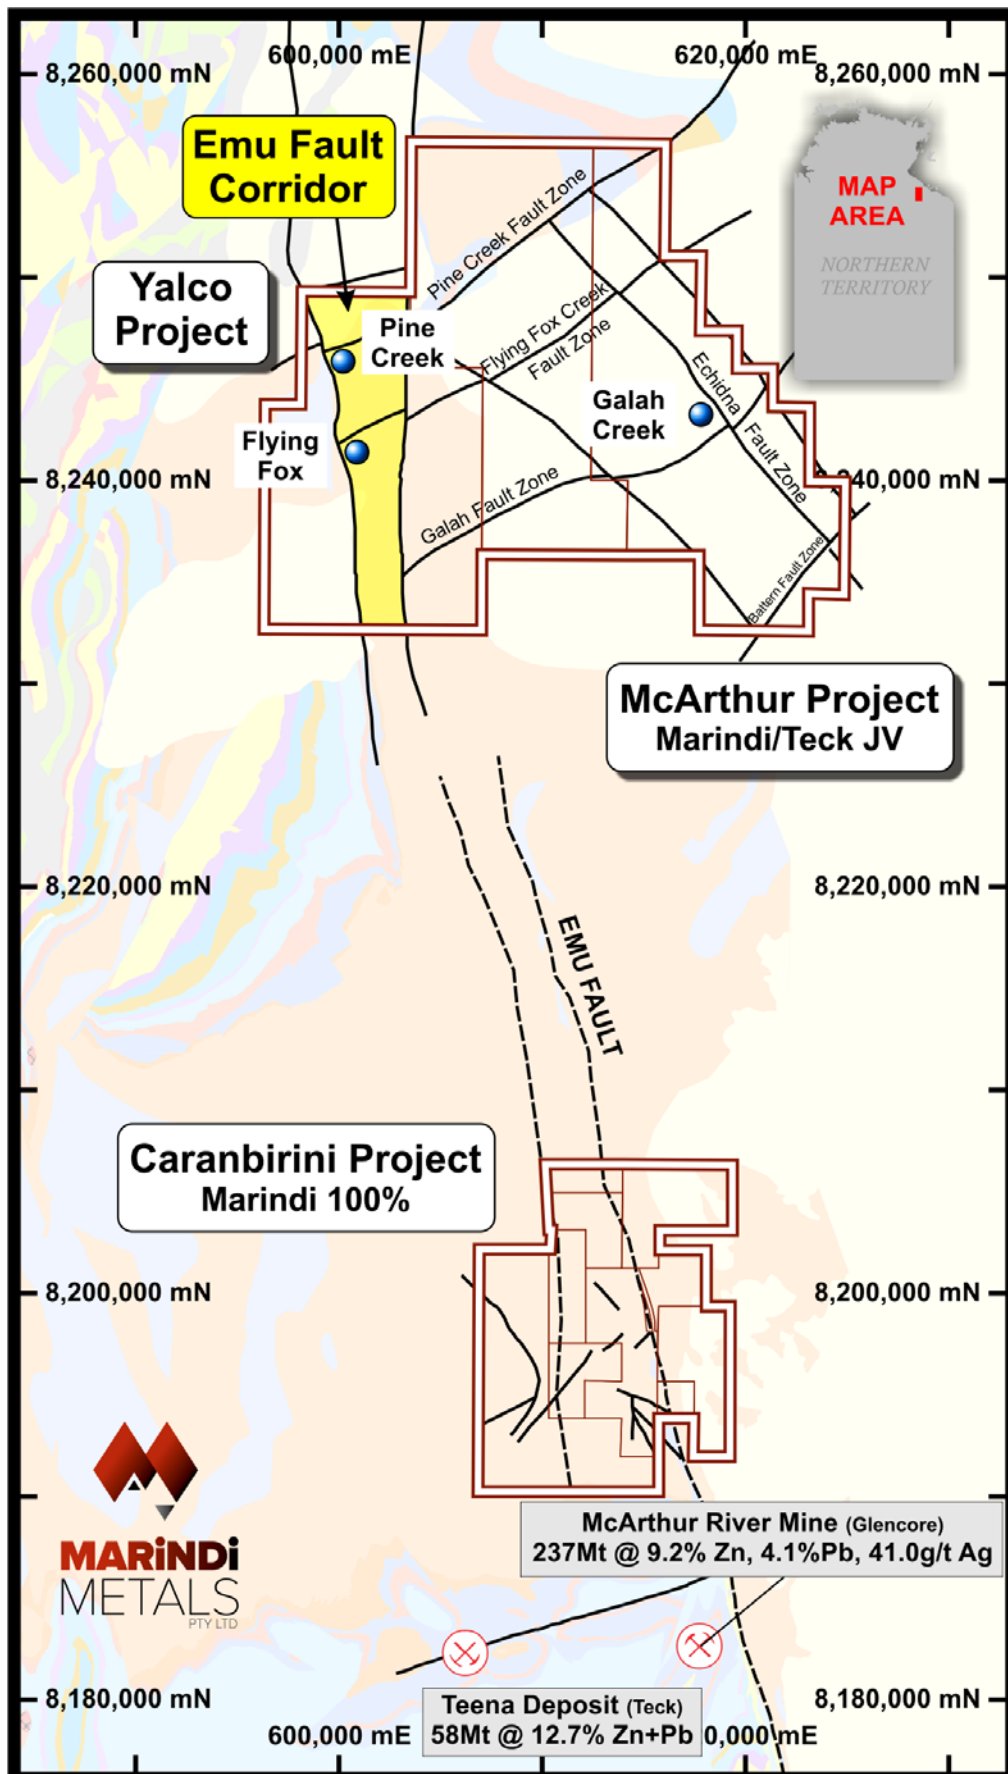 600,000 mE
620,000 mE
8,260,000 mN
8,260,000 mN
Emu Fault
Corridor
MAP
AREA
NORTHERN
TERRITORY
Pine Creek Fault Zone
Yalco
Project
Pine
Creek
Flying Fox Creek
Fault Zone
Echidna
Fault Zone
Galah
Creek
Flying
Fox
8,240,000 mN
240,000 mN
Galah Fault Zone
Battern Fault Zone
McArthur Project
Marindi/Teck JV
8,220,000 mN
8,220,000 mN
EMU FAULT
Caranbirini Project
Marindi 100%
8,200,000 mN
8,200,000 mN
MARiNDi
METALS
PTY LTD
McArthur River Mine (Glencore)
237Mt @ 9.2% Zn, 4.1%Pb, 41.0g/t Ag
8,180,000 mN
8,180,000 mN
Teena Deposit (Teck)
58Mt @ 12.7% Zn+Pb
600,000 mE
0,000 mE